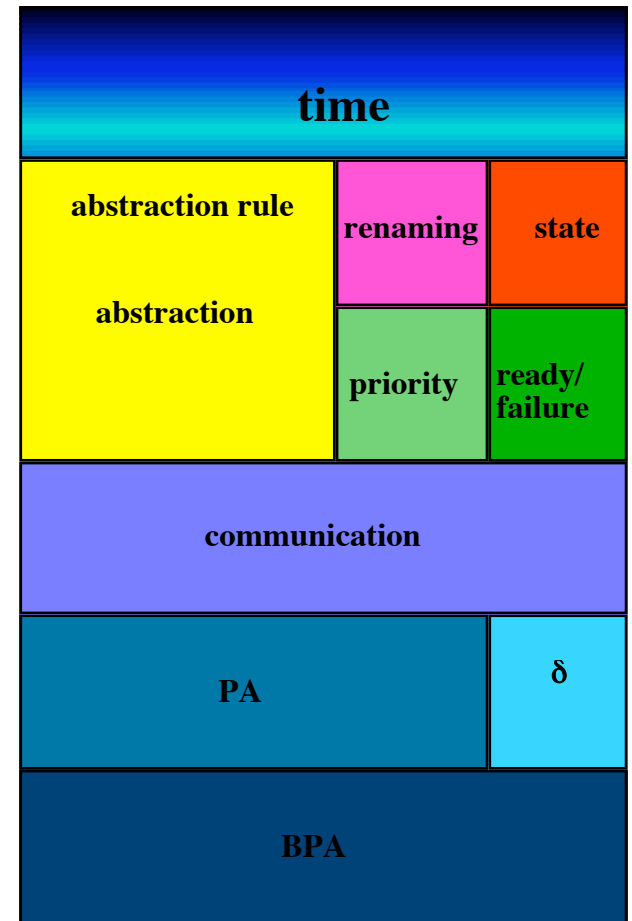 time
abstraction rule
renaming
state
abstraction
priority
ready/
failure
communication
PA
δ
BPA